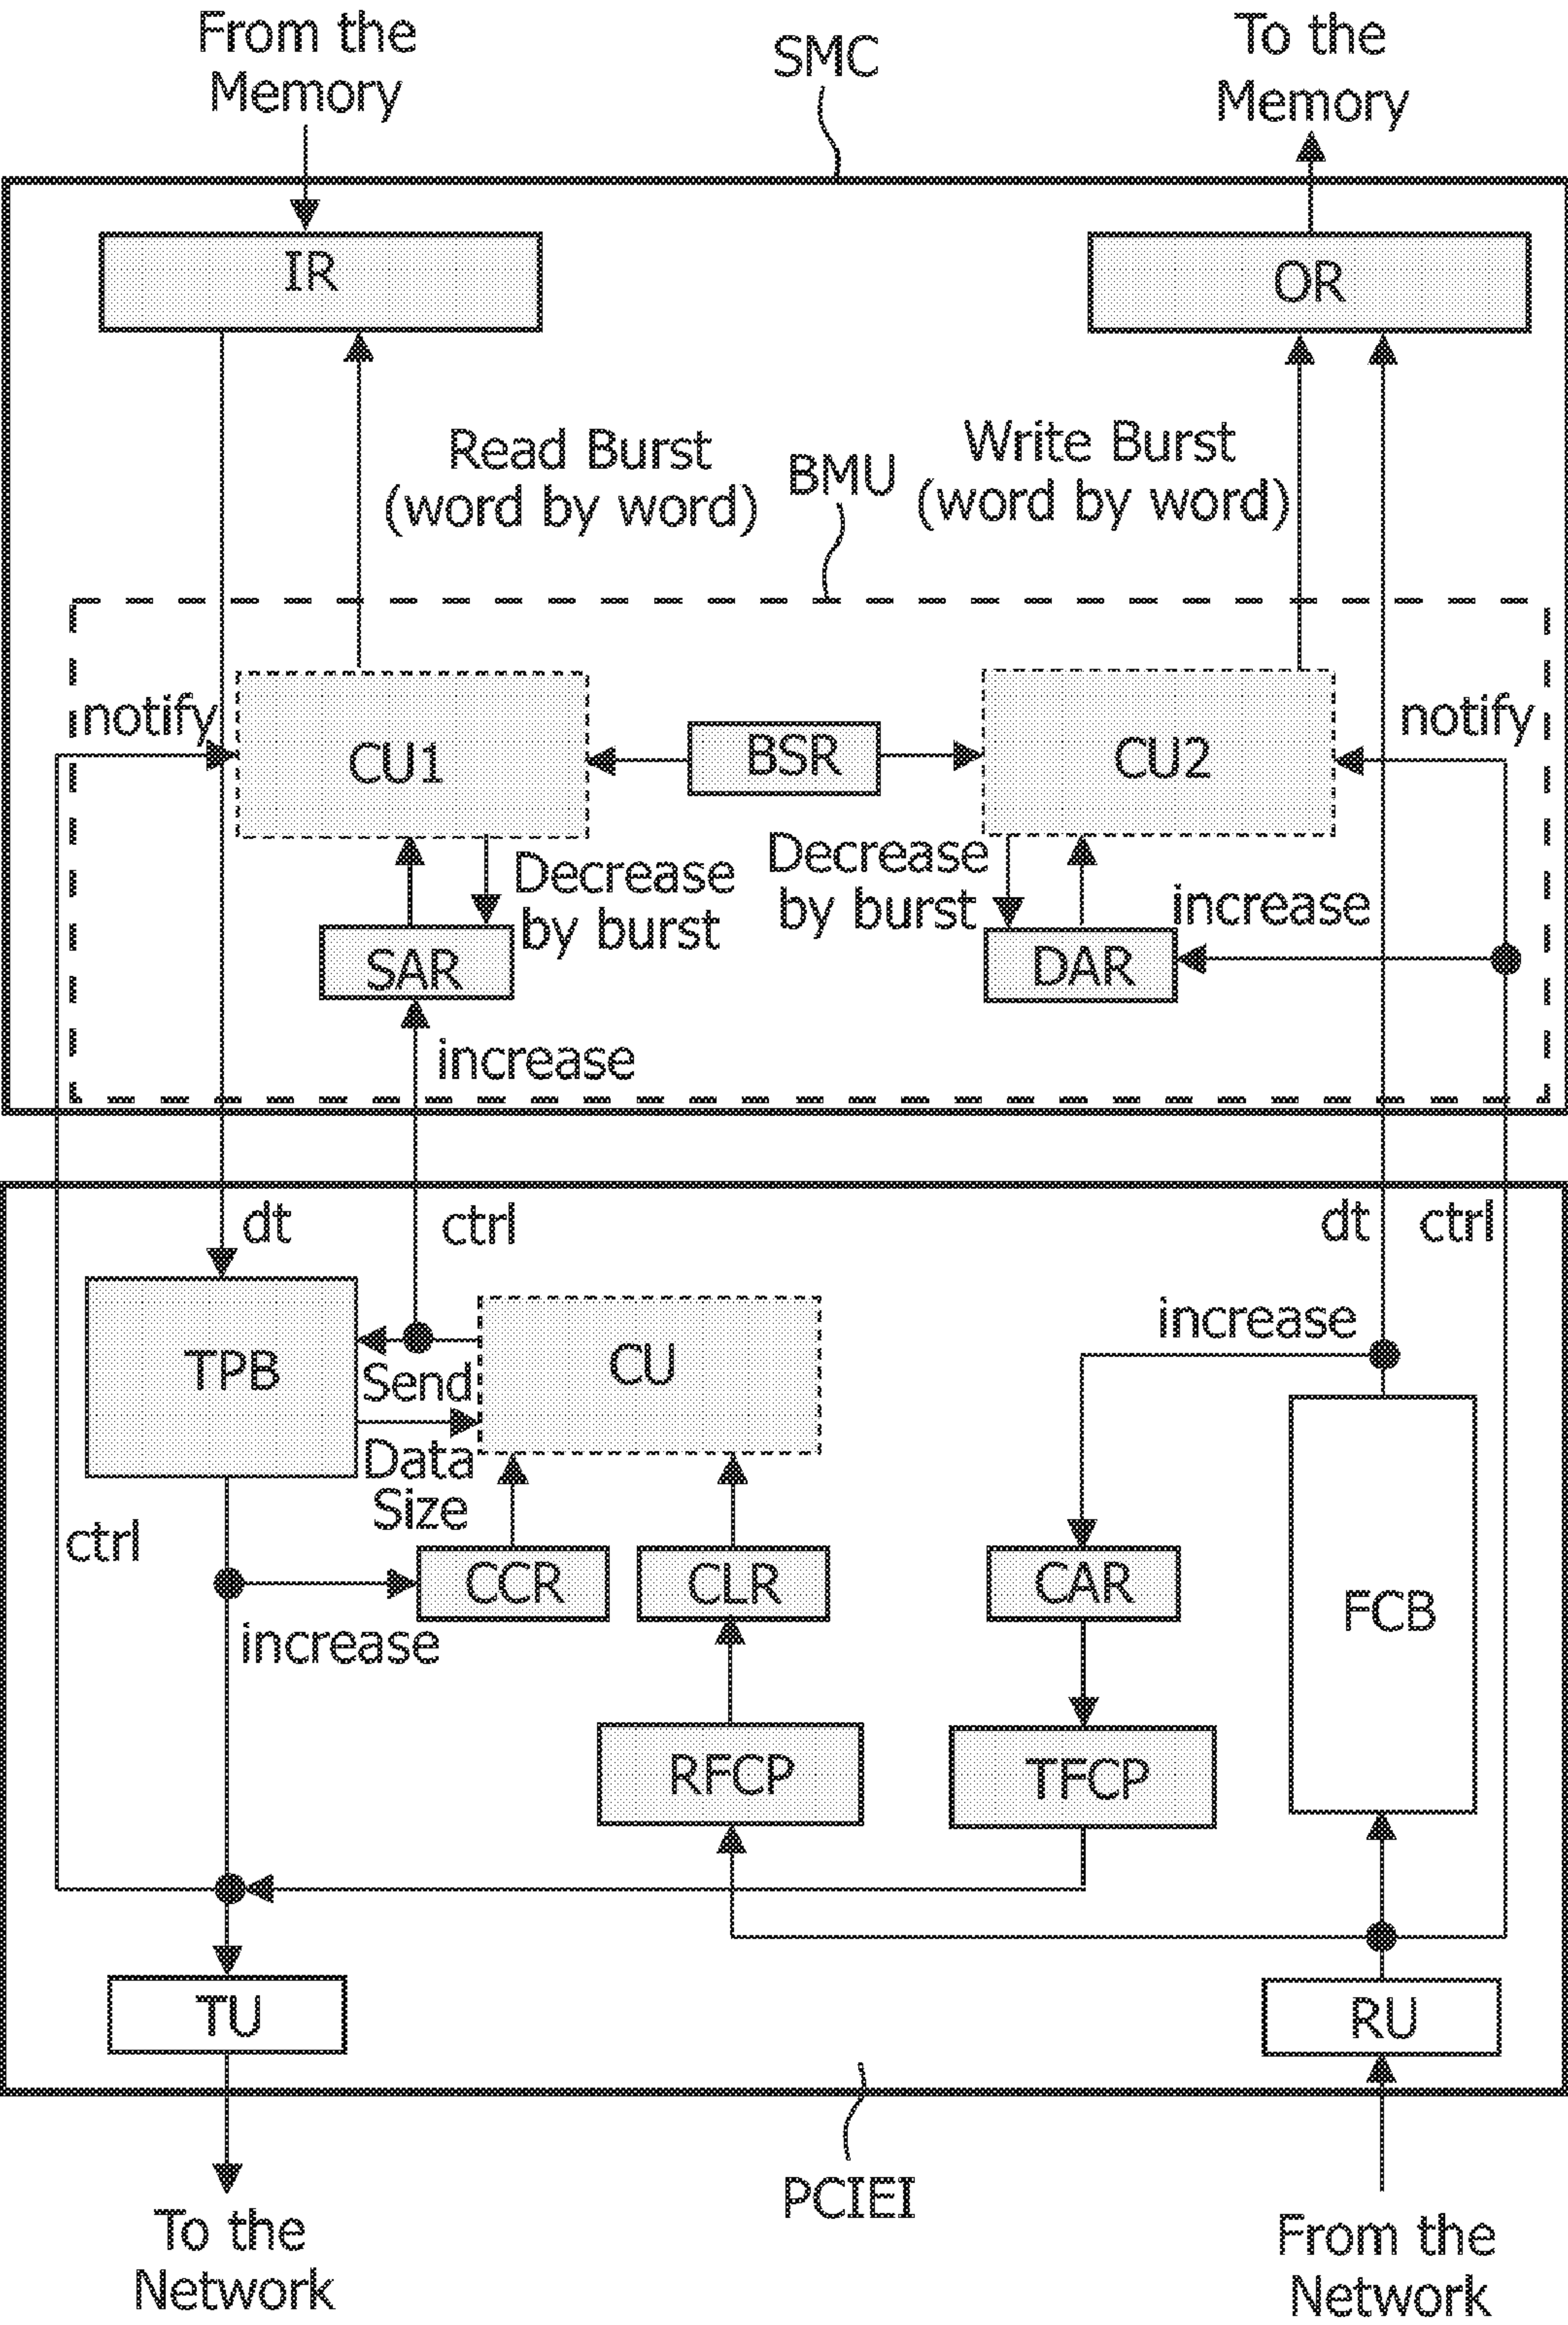 From the
Memory
SMC
To the
Memory
IR
OR
Read Burst
(word by word)
BMU
Write Burst
(word by word)
notify
CU1
BSR
CU2
notify
Decrease
by burst
Decrease
by burst
increase
SAR
DAR
increase
dt
ctrl
dt
ctrl
TPB
Send
CU
increase
Data
Size
ctrl
CCR
CLR
CAR
FCB
increase
RFCP
TFCP
TU
RU
PCIEI
To the
Network
From the
Network